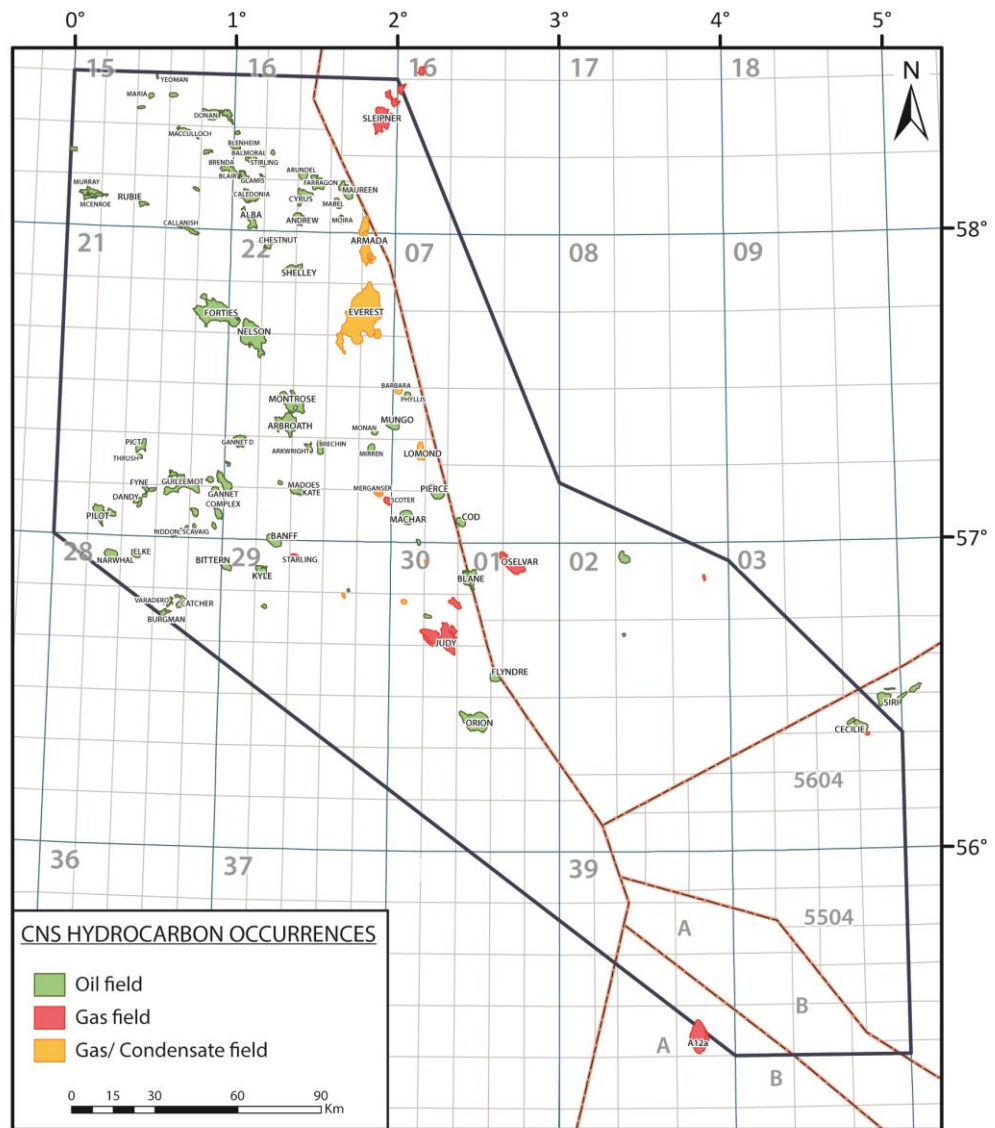 0° 1° 2° 3° 4° 5°
15 16 16 17 18
N
YEOMAN
MARIA
DONAN
SLEIPNER
MACCULLOCH
BLENHEIM
BALMORAL
BRENDA STIRLING
BLAIR GLAMIS
ARUNDEL
FARRAGON
MAUREEN
MURRAY
MCENROE
RUBIE
CALEDONIA
CYRUS
MABEL
ALBA
ANDREW
MOIRA
CALLANISH
58°
21 22 07 08 09
CHESTNUT
ARMADA
SHELLEY
FORTIES
EVEREST
NELSON
BARBARA
PHYLLIS
MONTROSE
ARBROATH
MUNGO
MONAN
PICT
THRUSH
GANNET D
ARKWRIGHT
BRECHIN
MIRREN
LOMOND
FYNE
GUILLEMOT
DANDY
GANNET
COMPLEX
MADOES
KATE
MERGANSER
SCOTER
PIERCE
PILOT
MACHAR
COD
RIDDON
SCAVAIG
BANFF
57°
28 29 30 01 02 03
NARWHAL
JELKE
BITTERN
STARLING
KYLE
OSELVAR
BLANE
VARADERO
CATCHER
BURGMAN
JUDY
FLYNDRE
ORION
SIRI
CECILIE
5604
56°
36 37 39
5504
A
B
A
A12a
B
CNS HYDROCARBON OCCURRENCES
Oil field
Gas field
Gas/ Condensate field
0 15 30 60 90
Km